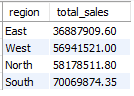 region total_sales
East 36887909.60
West 56941521.00
North 58178511.80
South 70069874.35